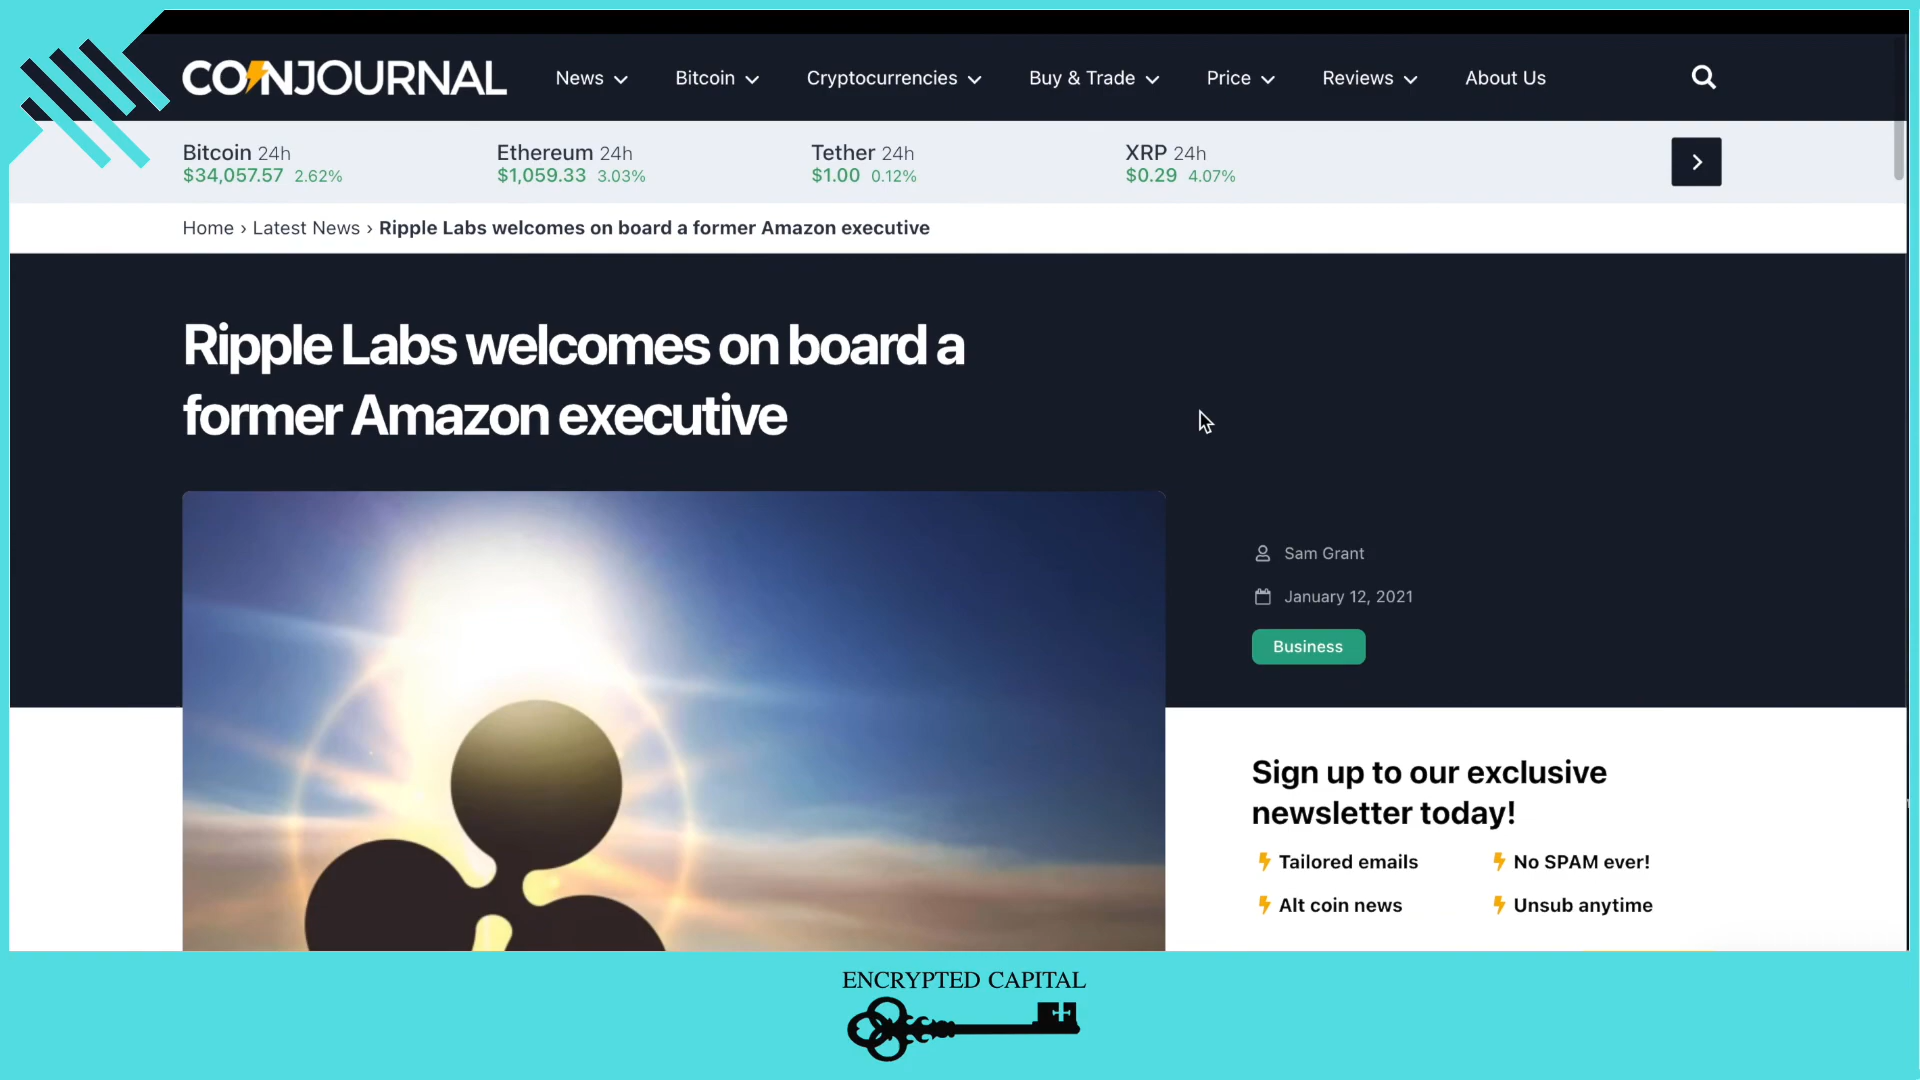 COINJOURNAL
News Bitcoin Cryptocurrencies Buy & Trade Price Reviews About Us
Bitcoin 24h
$34,057.57 2.62%
Ethereum 24h
$1,059.33 3.03%
Tether 24h
$1.00 0.12%
XRP 24h
$0.29 4.07%
Home › Latest News › Ripple Labs welcomes on board a former Amazon executive
Ripple Labs welcomes on board a
former Amazon executive
Sam Grant
January 12, 2021
Business
Sign up to our exclusive
newsletter today!
Tailored emails
No SPAM ever!
Alt coin news
Unsub anytime
ENCRYPTED CAPITAL